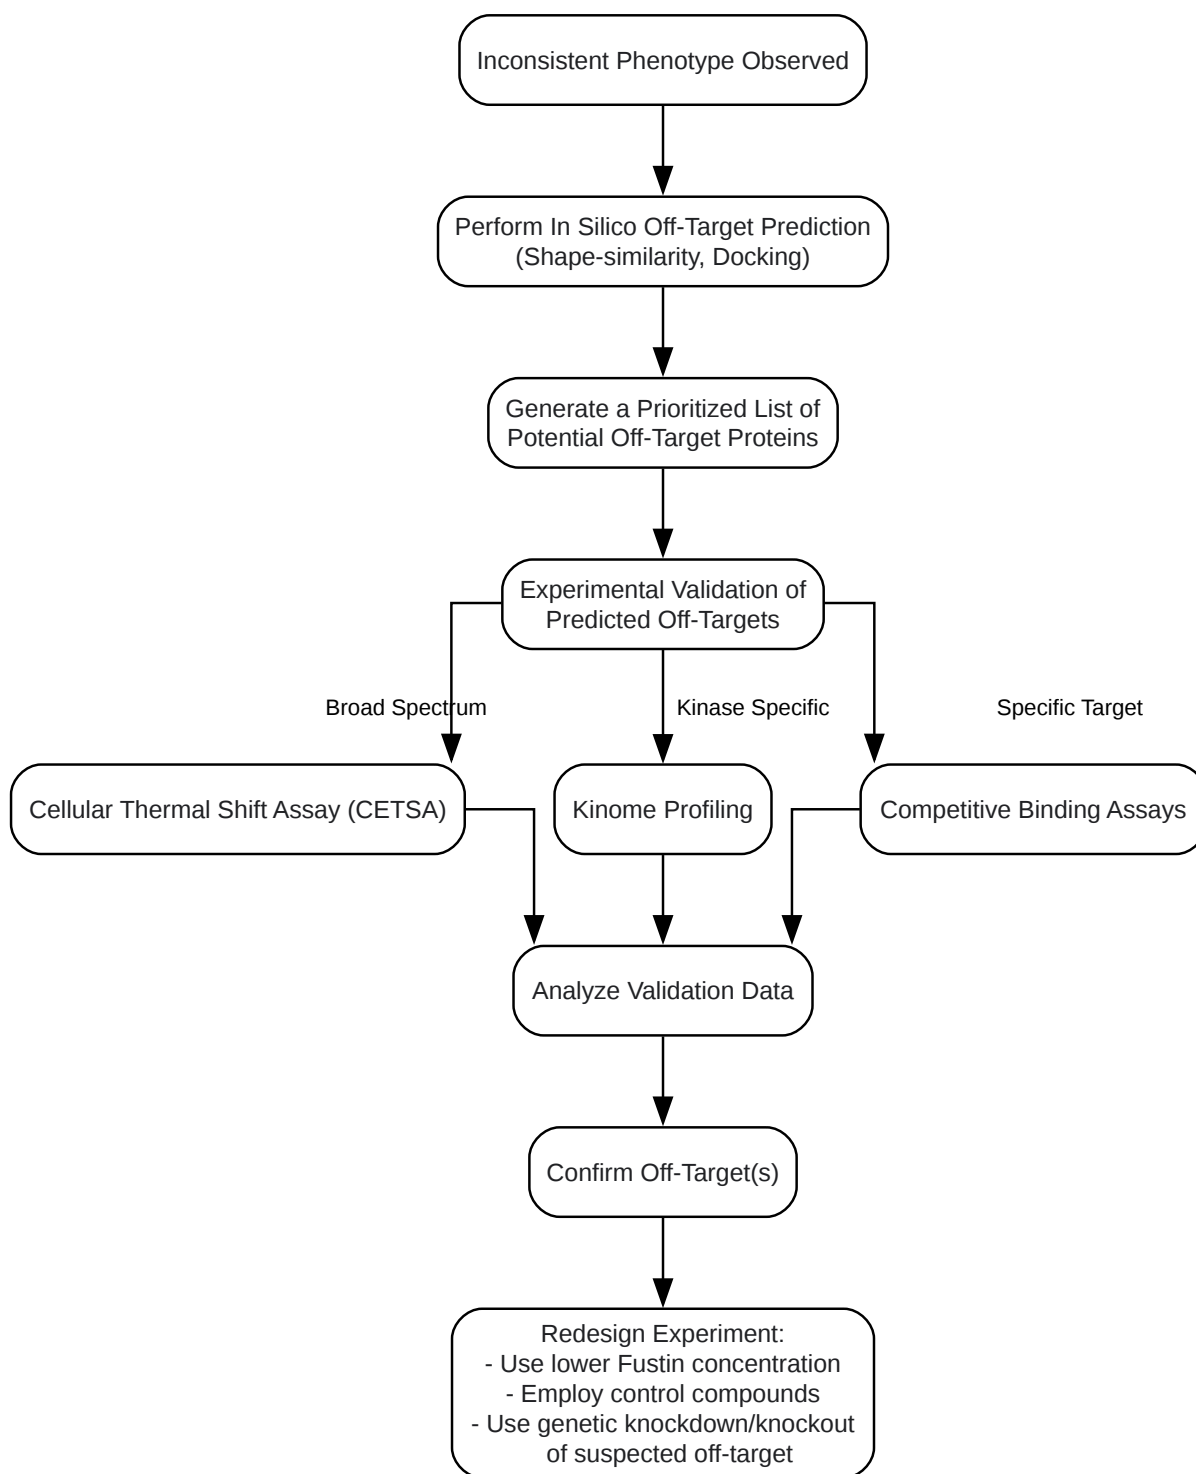 Inconsistent Phenotype Observed
Perform In Silico Off-Target Prediction
(Shape-similarity, Docking)
Generate a Prioritized List of
Potential Off-Target Proteins
Experimental Validation of
Predicted Off-Targets
Broad Spectrum
Kinase Specific
Specific Target
Cellular Thermal Shift Assay (CETSA)
Kinome Profiling
Competitive Binding Assays
Analyze Validation Data
Confirm Off-Target(s)
Redesign Experiment:
- Use lower Fustin concentration
- Employ control compounds
- Use genetic knockdown/knockout
of suspected off-target